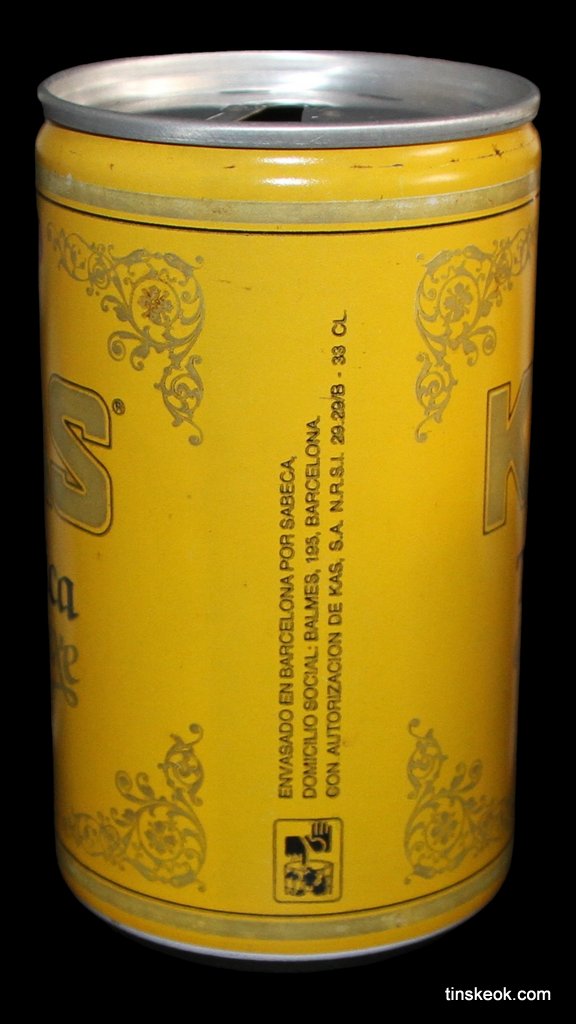 ENVASADO EN BARCELONA POR SABECA,
DOMICILIO SOCIAL: BALMES, 195, BARCELONA.
CON AUTORIZACION DE KAS, S.A. N.R.S.I. 29.29/B - 33 CL.
S®
K
ca
tinskeok.com